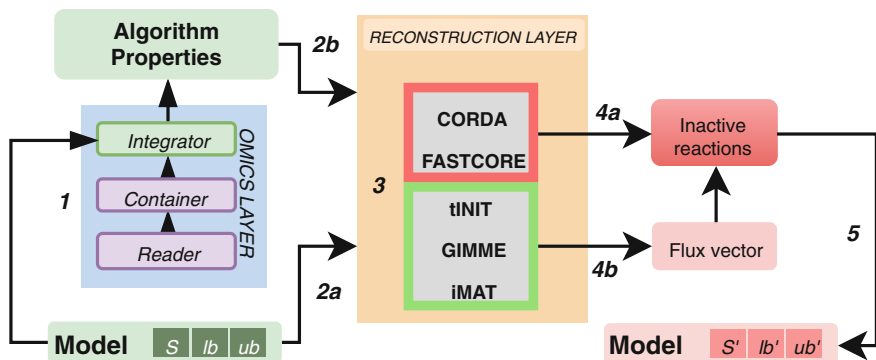 Algorithm
Properties
2b
RECONSTRUCTION LAYER
OMICS LAYER
Integrator
Container
Reader
1
2a
3
CORDA
FASTCORE
tINIT
GIMME
iMAT
4a
4b
Inactive
reactions
Flux vector
5
Model S lb ub
Model S' lb' ub'